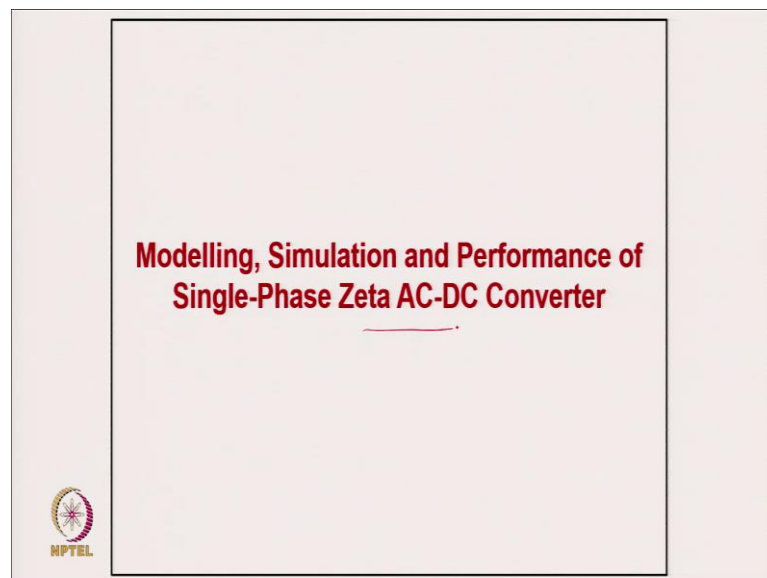 Modelling, Simulation and Performance of
Single-Phase Zeta AC-DC Converter
NPTEL